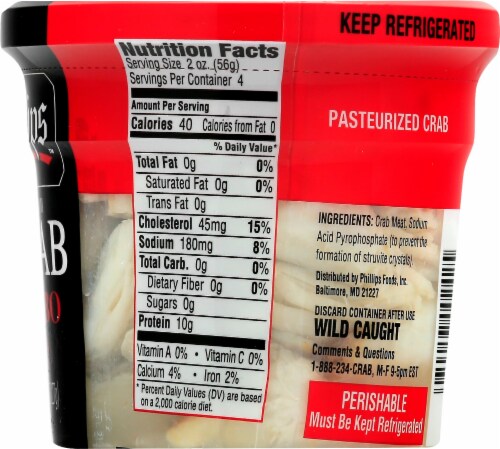 KEEP REFRIGERATED
Nutrition Facts
Serving Size 2 oz. (56g)
Servings Per Container 4
Amount Per Serving
Calories 40 Calories from Fat 0
% Daily Value*
Total Fat 0g 0%
Saturated Fat 0g 0%
Trans Fat 0g
Cholesterol 45mg 15%
Sodium 180mg 8%
Total Carb. 0g 0%
Dietary Fiber 0g 0%
Sugars 0g
Protein 10g
Vitamin A 0% • Vitamin C 0%
Calcium 4% • Iron 2%
*Percent Daily Values (DV) are based
on a 2,000 calorie diet.
PASTEURIZED CRAB
INGREDIENTS: Crab Meat, Sodium
Acid Pyrophosphate (to prevent the
formation of struvite crystals).
Distributed by Phillips Foods, Inc.
Baltimore, MD 21227
DISCARD CONTAINER AFTER USE
WILD CAUGHT
Comments & Questions
1-888-234-CRAB, M-F 9-5pm EST
PERISHABLE
Must Be Kept Refrigerated
ps
AB